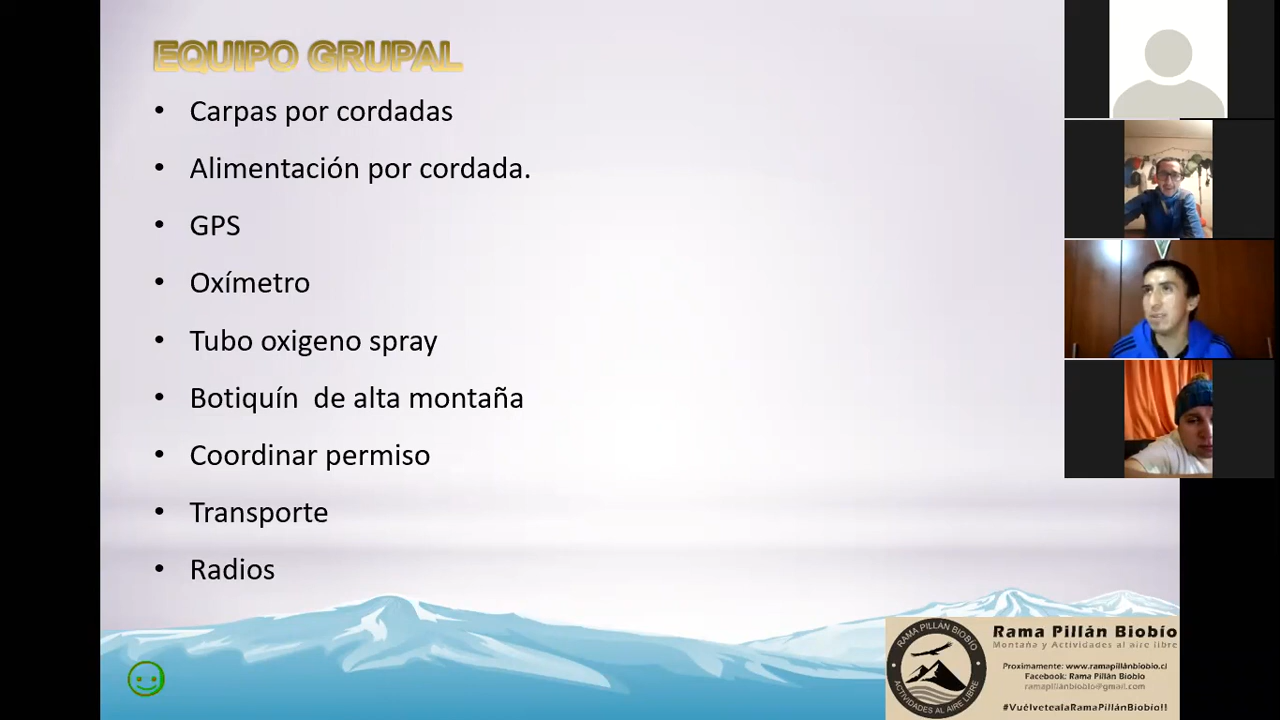 EQUIPO GRUPAL
• Carpas por cordadas
• Alimentación por cordada.
• GPS
• Oxímetro
• Tubo oxigeno spray
• Botiquín  de alta montaña
• Coordinar permiso
• Transporte
• Radios
RAMA PILLÁN BIOBÍO
ACTIVIDADES AL AIRE LIBRE
Rama Pillán Biobío
Montaña y Actividades al aire libre
Proximamente: www.ramapillánbiobío.cl
Facebook: Rama Pillán Biobío
ramapillanbiobio@gmail.com
#VuélvetealaRamaPillánBiobío!!